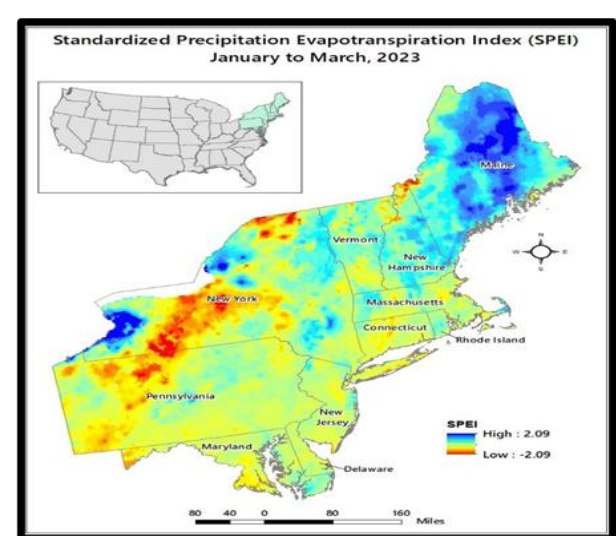 Standardized Precipitation Evapotranspiration Index (SPEI)
January to March, 2023
Maine
N
W E
S
Vermont
New
Hampshire
New York
Massachusetts
Connecticut
Rhode Island
Pennsylvania
New
Jersey
SPEI
High : 2.09
Low : -2.09
Maryland
Delaware
80 40 0 80 160
Miles